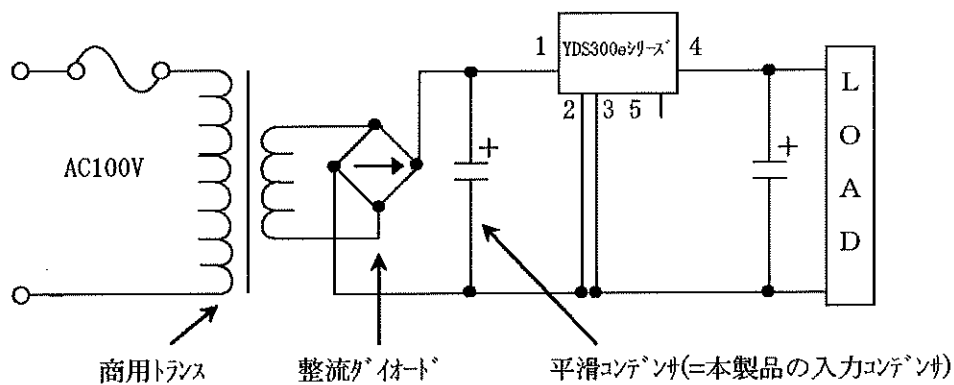 YDS300eシリーズ
1
4
2
3
5
AC100V
+
+
L
O
A
D
商用トランス
整流ダイオード
平滑コンデンサ(=本製品の入力コンデンサ)